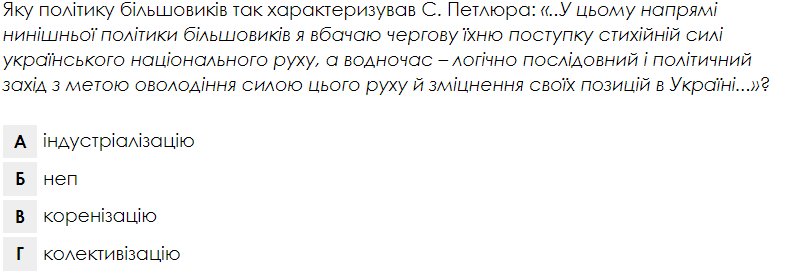 Яку політику більшовиків так характеризував С. Петлюра: «..У цьому напрямі
нинішньої політики більшовиків я вбачаю чергову їхню поступку стихійній силі
українського національного руху, а водночас – логічно послідовний і політичний
захід з метою оволодіння силою цього руху й зміцнення своїх позицій в Україні...»?
А індустріалізацію
Б неп
В коренізацію
Г колективізацію